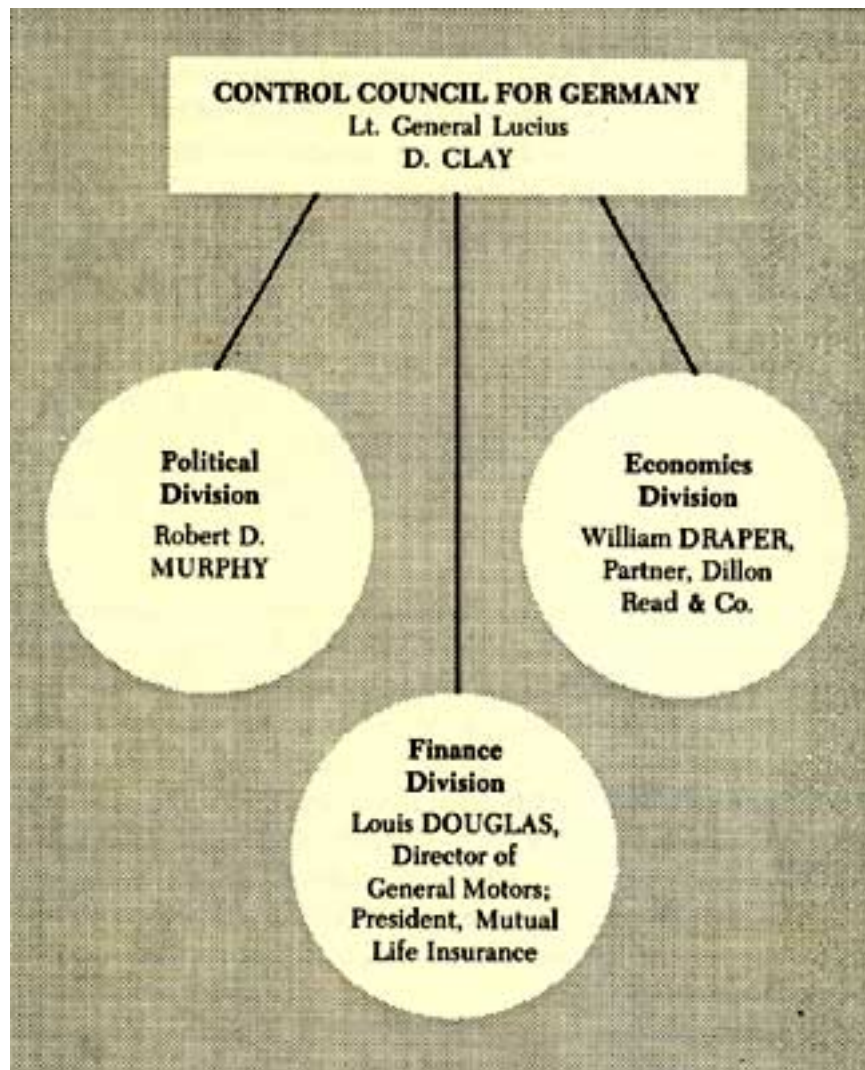 CONTROL COUNCIL FOR GERMANY
Lt. General Lucius
D. CLAY
Political
Division
Robert D.
MURPHY
Economics
Division
William DRAPER,
Partner, Dillon
Read & Co.
Finance
Division
Louis DOUGLAS,
Director of
General Motors;
President, Mutual
Life Insurance